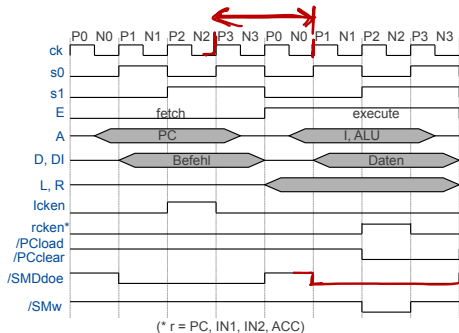 P0 N0 P1 N1 P2 N2 P3 N3 P0 N0 P1 N1 P2 N2 P3 N3
ck
s0
s1
E fetch execute
A PC I, ALU
D, DI Befehl Daten
L, R
Icken
rcken*
/PCload
/PCclear
/SMDdoe
/SMw
(* r = PC, IN1, IN2, ACC)